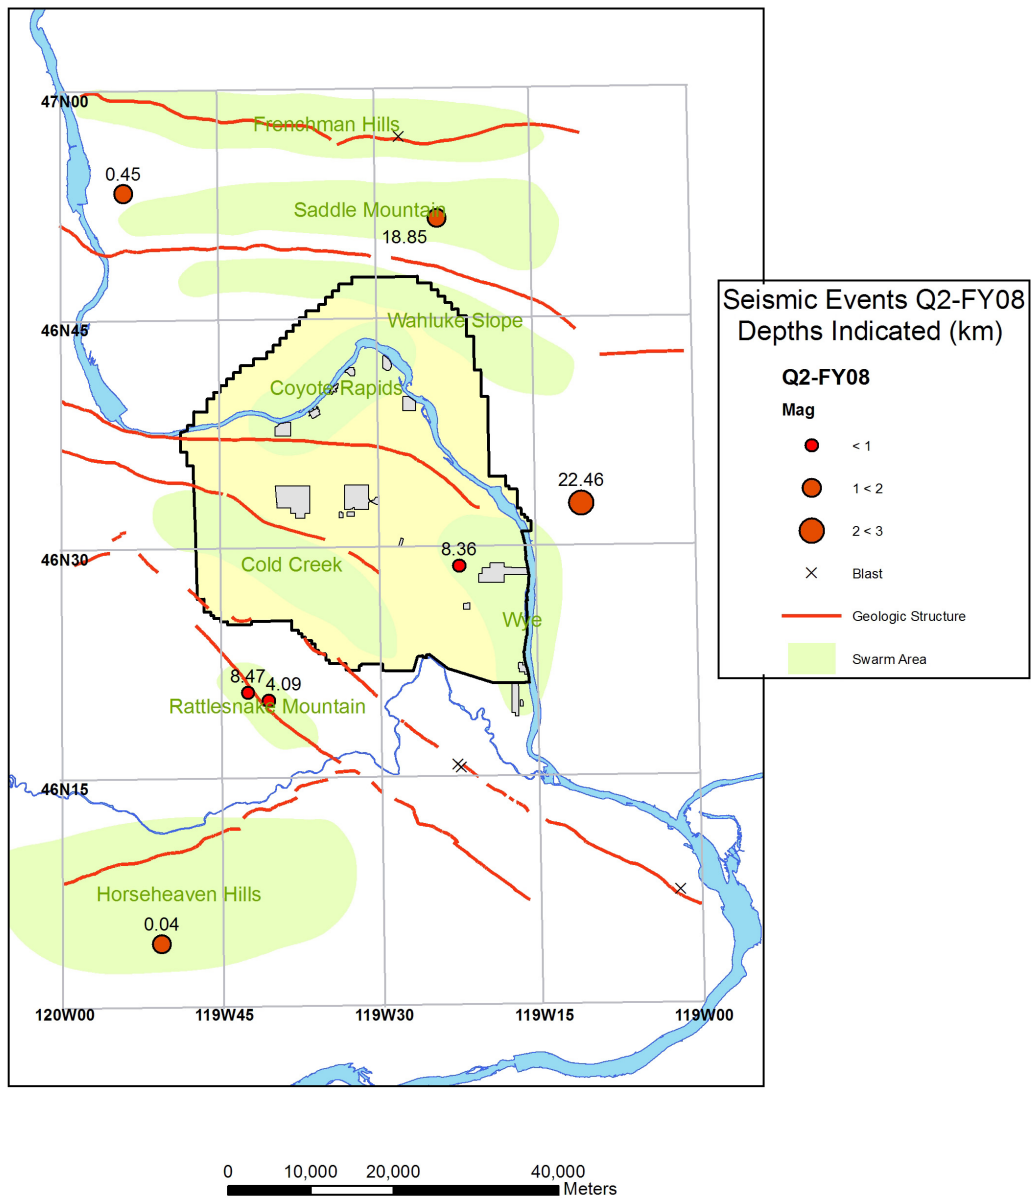 47N00
Frenchman Hills
0.45
Saddle Mountain
18.85
Seismic Events Q2-FY08
Depths Indicated (km)
46N45
Wahluke Slope
Q2-FY08
Coyote Rapids
Mag
< 1
22.46
1 < 2
2 < 3
8.36
46N30
Cold Creek
Blast
Wye
Geologic Structure
Swarm Area
8.47
4.09
Rattlesnake Mountain
46N15
Horseheaven Hills
0.04
120W00
119W45
119W30
119W15
119W00
0
10,000
20,000
40,000
Meters